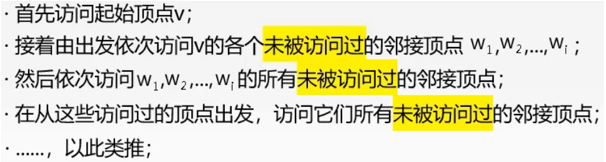 · 首先访问起始顶点v;
· 接着由出发依次访问v的各个未被访问过的邻接顶点 w₁,w₂,...,wᵢ ;
· 然后依次访问w₁,w₂,...,wᵢ的所有未被访问过的邻接顶点;
· 在从这些访问过的顶点出发，访问它们所有未被访问过的邻接顶点;
· ......，以此类推;